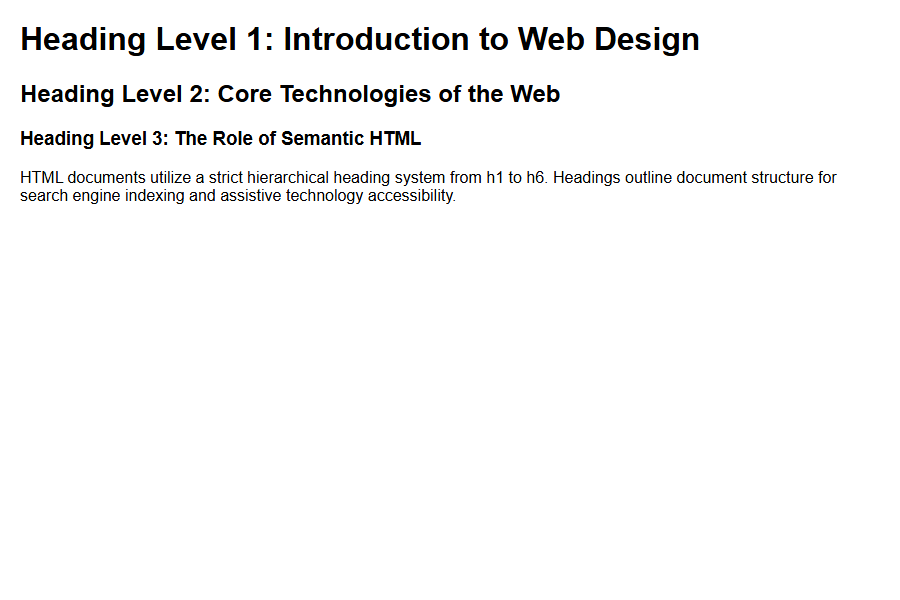 Heading Level 1: Introduction to Web Design
Heading Level 2: Core Technologies of the Web
Heading Level 3: The Role of Semantic HTML
HTML documents utilize a strict hierarchical heading system from h1 to h6. Headings outline document structure for
search engine indexing and assistive technology accessibility.